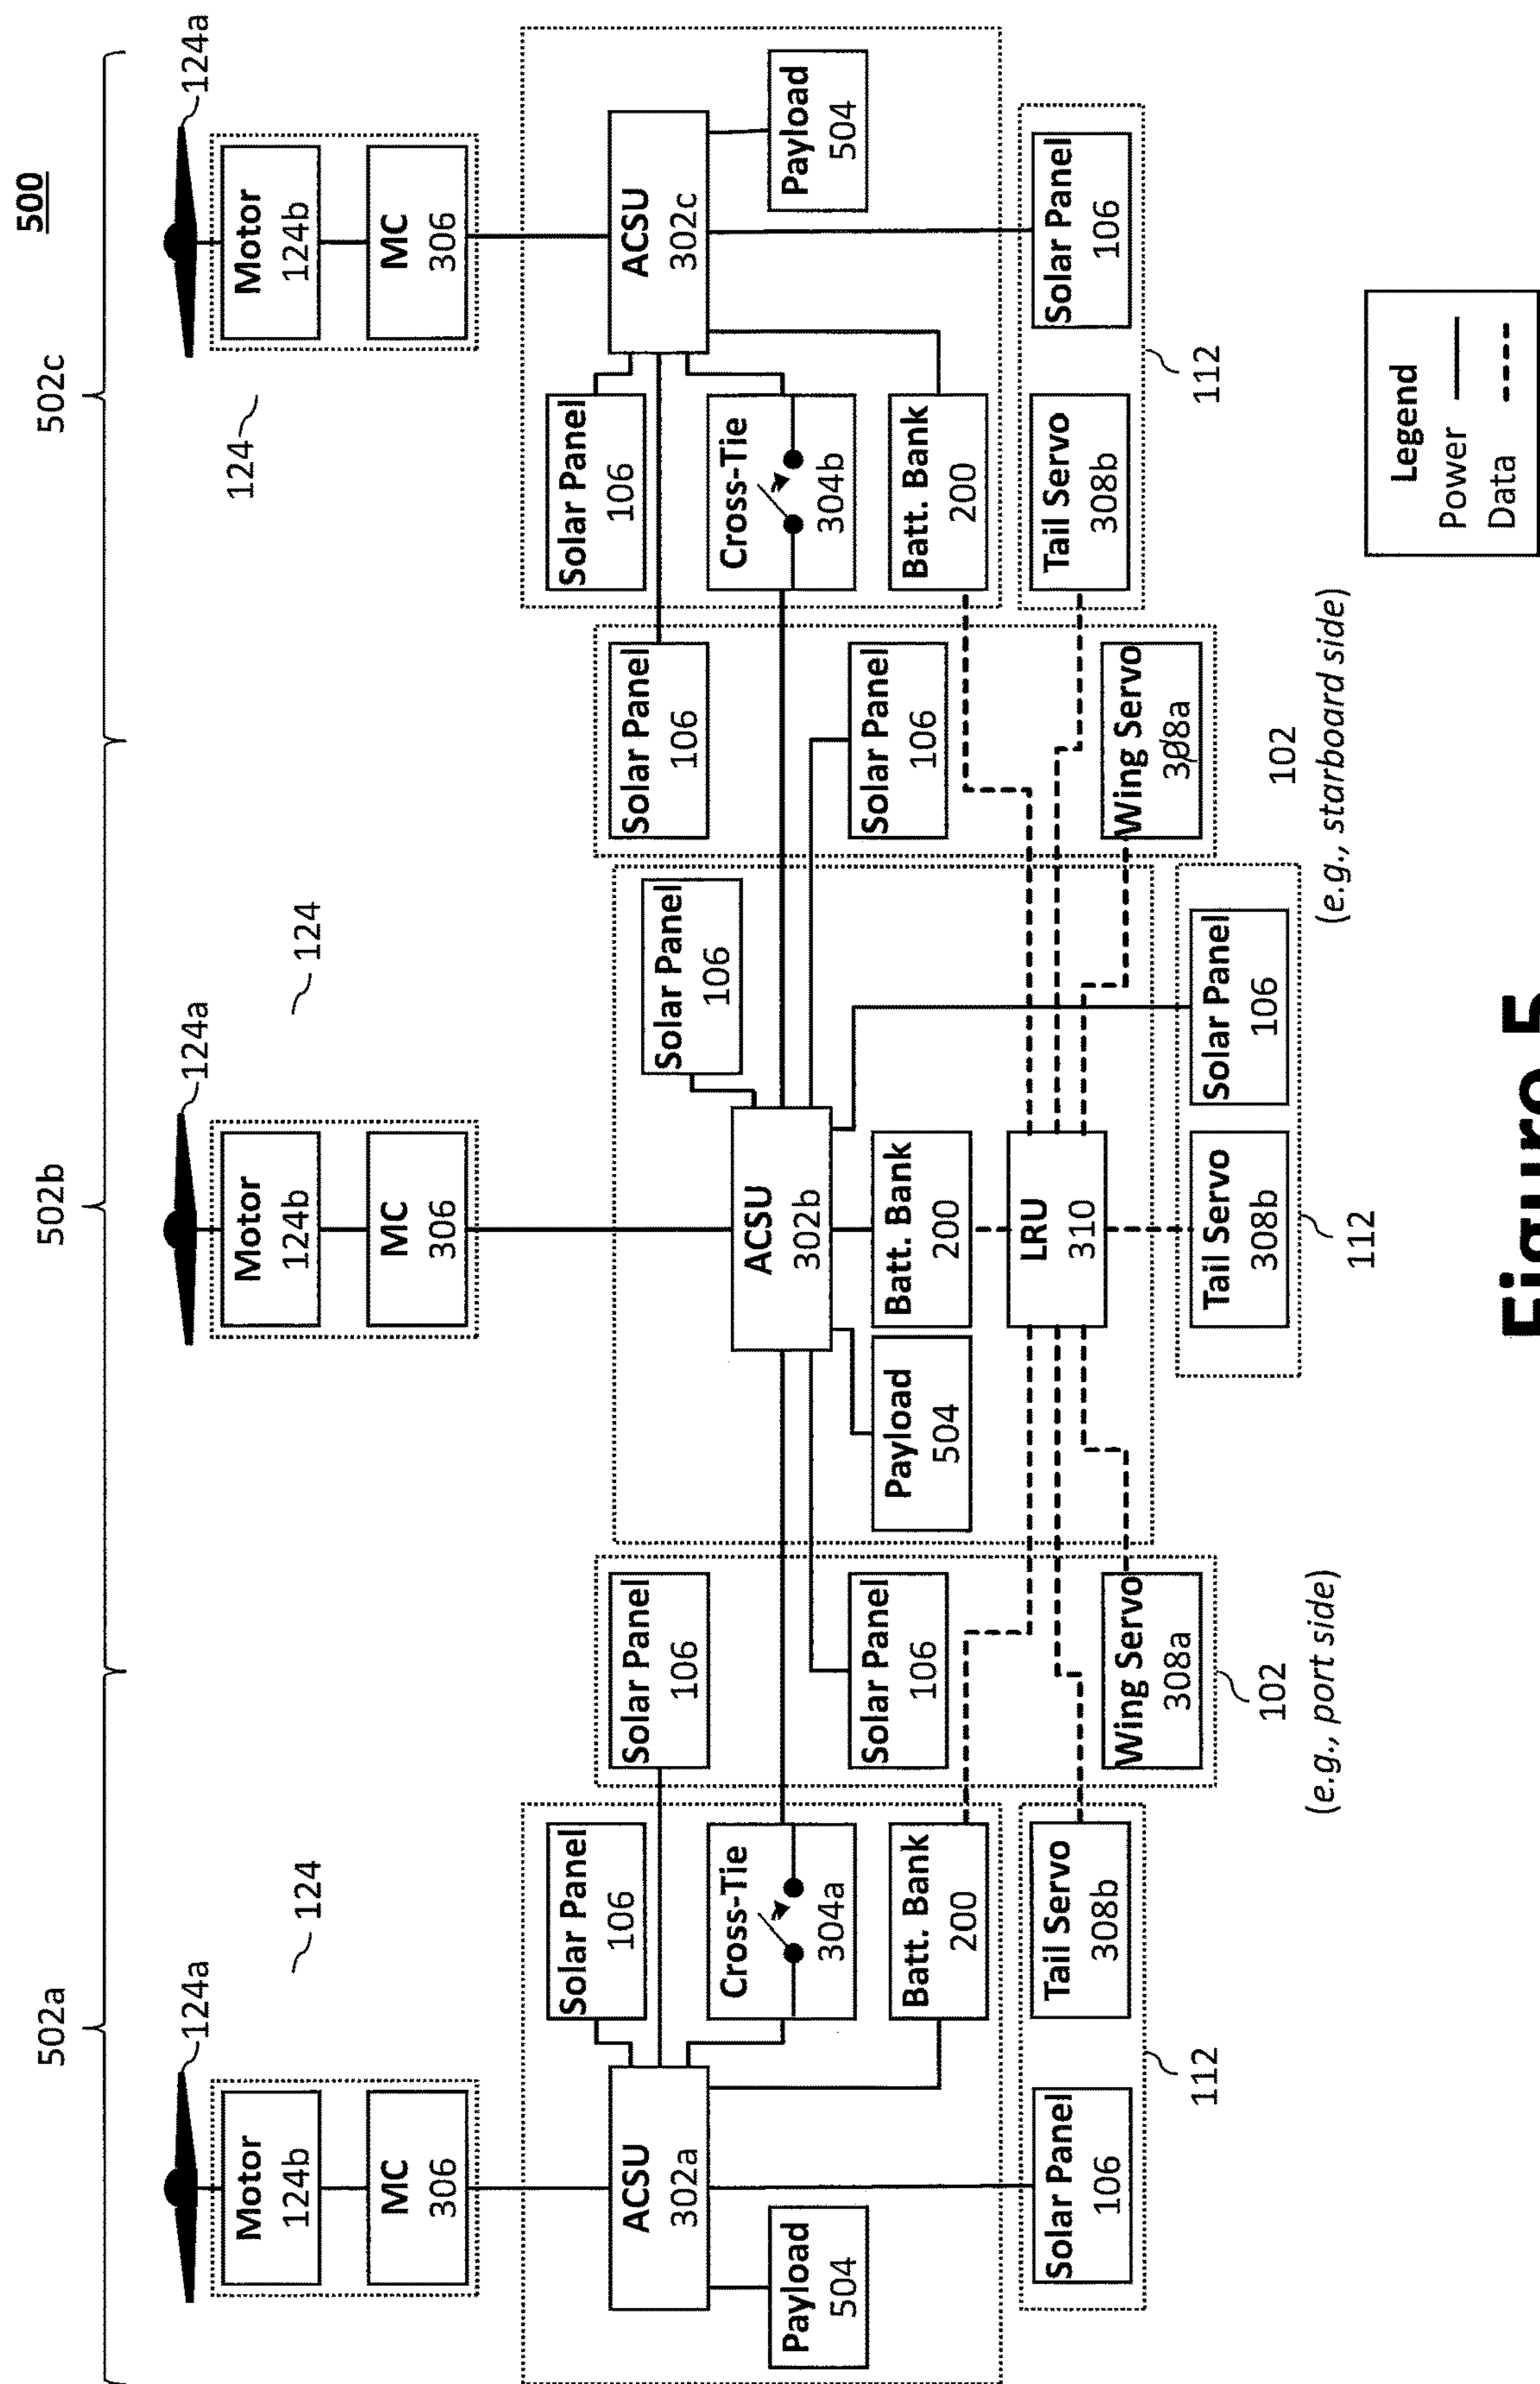 500
502a
502b
502c
124a
124a
124a
124
124
124
Motor
124b
MC
306
Motor
124b
MC
306
Motor
124b
MC
306
ACSU
302a
Payload
504
Solar Panel
106
Cross-Tie
304a
Batt. Bank
200
Solar Panel
106
Tail Servo
308b
112
Solar Panel
106
Solar Panel
106
Wing Servo
308a
102
(e.g., port side)
Solar Panel
106
ACSU
302b
Payload
504
Batt. Bank
200
LRU
310
Tail Servo
308b
Solar Panel
106
112
Solar Panel
106
Solar Panel
106
Wing Servo
308a
102
(e.g., starboard side)
Solar Panel
106
Cross-Tie
304b
Batt. Bank
200
ACSU
302c
Payload
504
Tail Servo
308b
Solar Panel
106
112
Legend
Power
Data
Figure 5